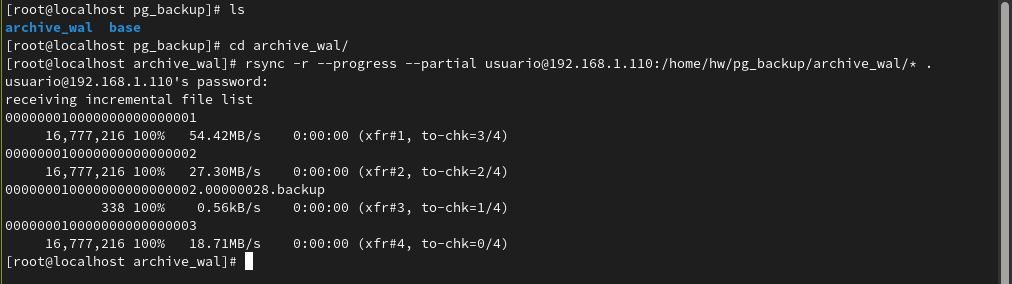 [root@localhost pg_backup]# ls
archive_wal  base
[root@localhost pg_backup]# cd archive_wal/
[root@localhost archive_wal]# rsync -r --progress --partial usuario@192.168.1.110:/home/hw/pg_backup/archive_wal/* .
usuario@192.168.1.110's password:
receiving incremental file list
000000010000000000000001
     16,777,216 100%   54.42MB/s    0:00:00 (xfr#1, to-chk=3/4)
000000010000000000000002
     16,777,216 100%   27.30MB/s    0:00:00 (xfr#2, to-chk=2/4)
000000010000000000000002.00000028.backup
            338 100%    0.56kB/s    0:00:00 (xfr#3, to-chk=1/4)
000000010000000000000003
     16,777,216 100%   18.71MB/s    0:00:00 (xfr#4, to-chk=0/4)
[root@localhost archive_wal]#